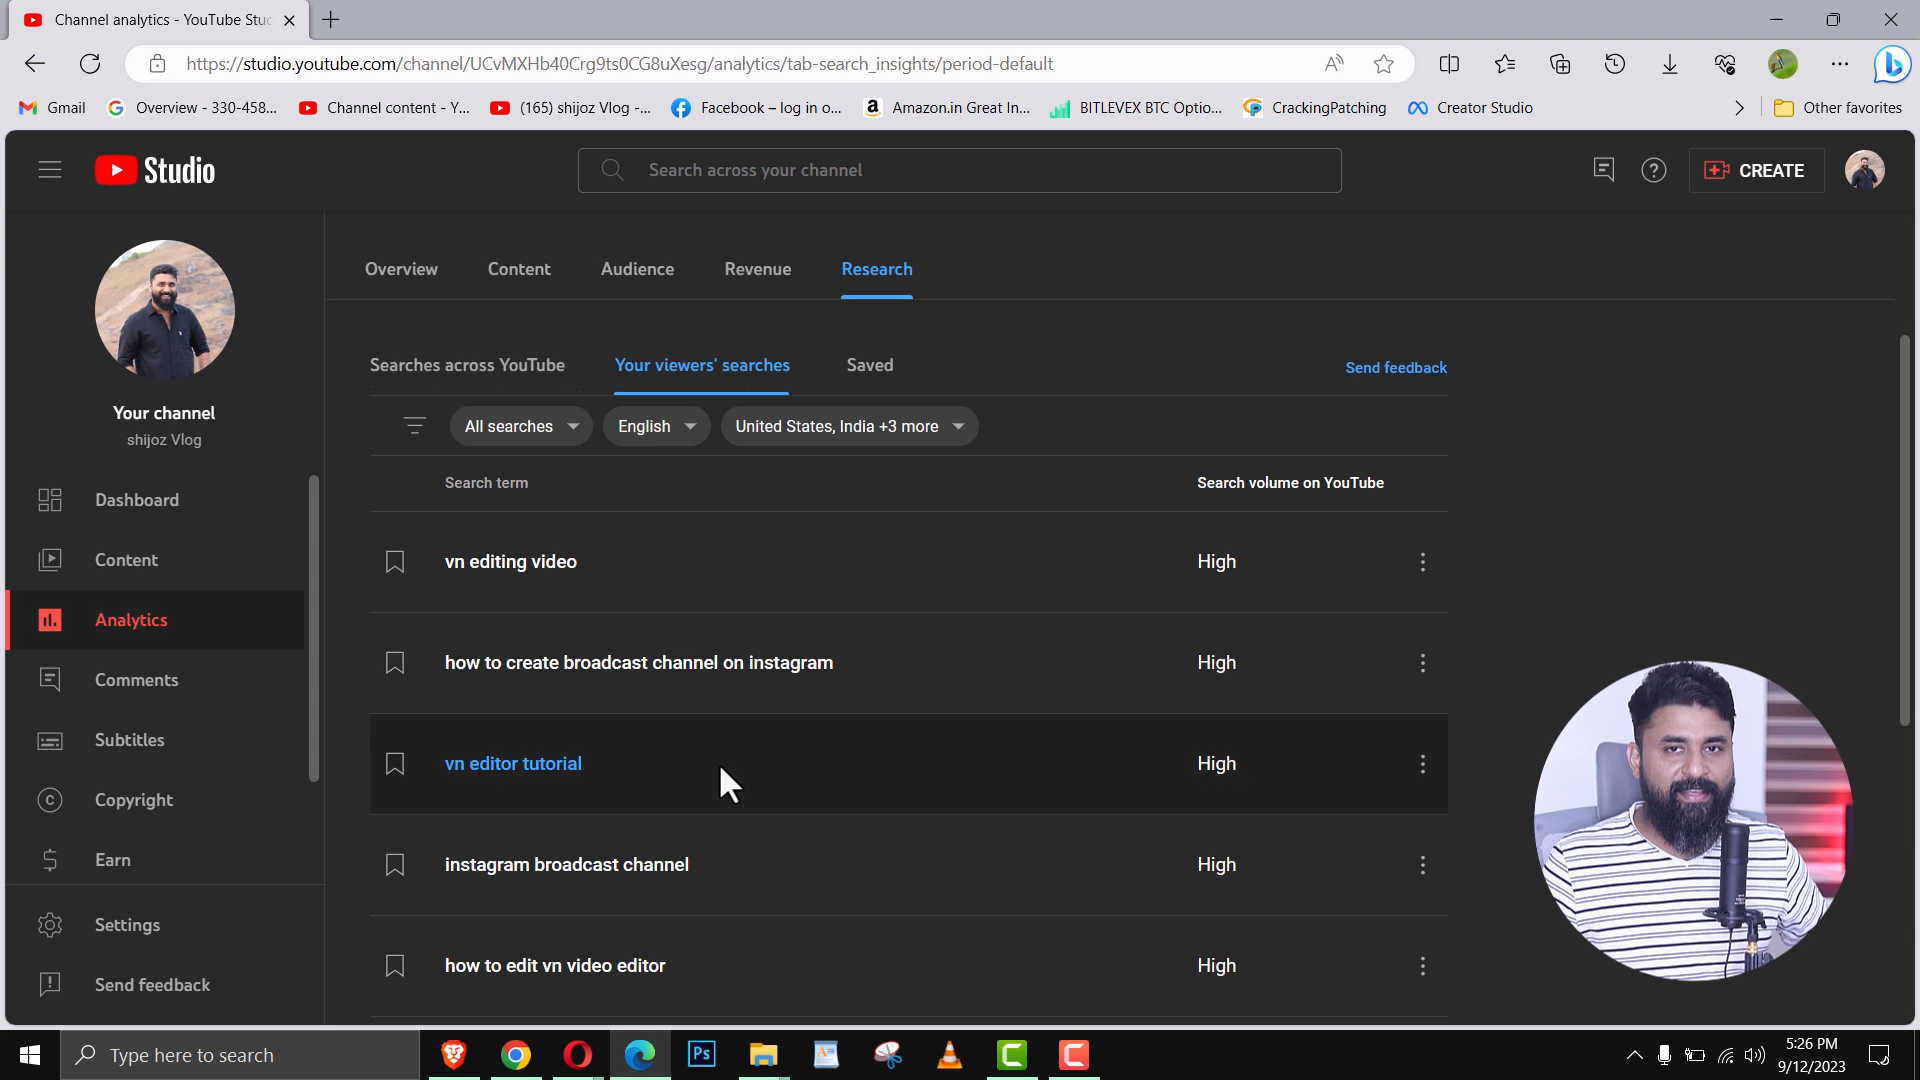 Channel analytics - YouTube Stu
https://studio.youtube.com/channel/UCvMXHb40Crg9ts0CG8uXesg/analytics/tab-search_insights/period-default
Gmail
Overview - 330-458...
Channel content - Y...
(165) shijoz Vlog -...
Facebook – log in o...
Amazon.in Great In...
BITLEVEX BTC Optio...
CrackingPatching
Creator Studio
Other favorites
Studio
Search across your channel
CREATE
Overview
Content
Audience
Revenue
Research
Your channel
shijoz Vlog
Dashboard
Content
Analytics
Comments
Subtitles
Copyright
Earn
Settings
Send feedback
Searches across YouTube
Your viewers' searches
Saved
Send feedback
All searches
English
United States, India +3 more
Search term
Search volume on YouTube
vn editing video
High
how to create broadcast channel on instagram
High
vn editor tutorial
High
instagram broadcast channel
High
how to edit vn video editor
High
Type here to search
Ps
5:26 PM
9/12/2023